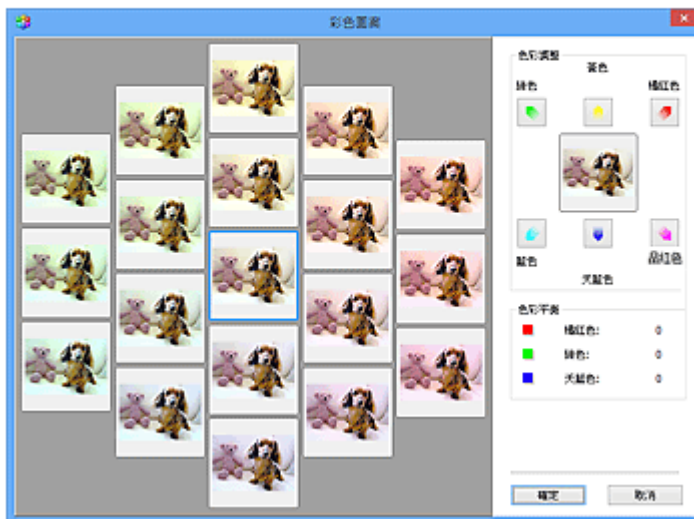 彩色圖案
色彩調整
黃色
綠色
橘紅色
藍色
品紅色
天藍色
色彩平衡
橘紅色: 0
綠色: 0
天藍色: 0
確定
取消